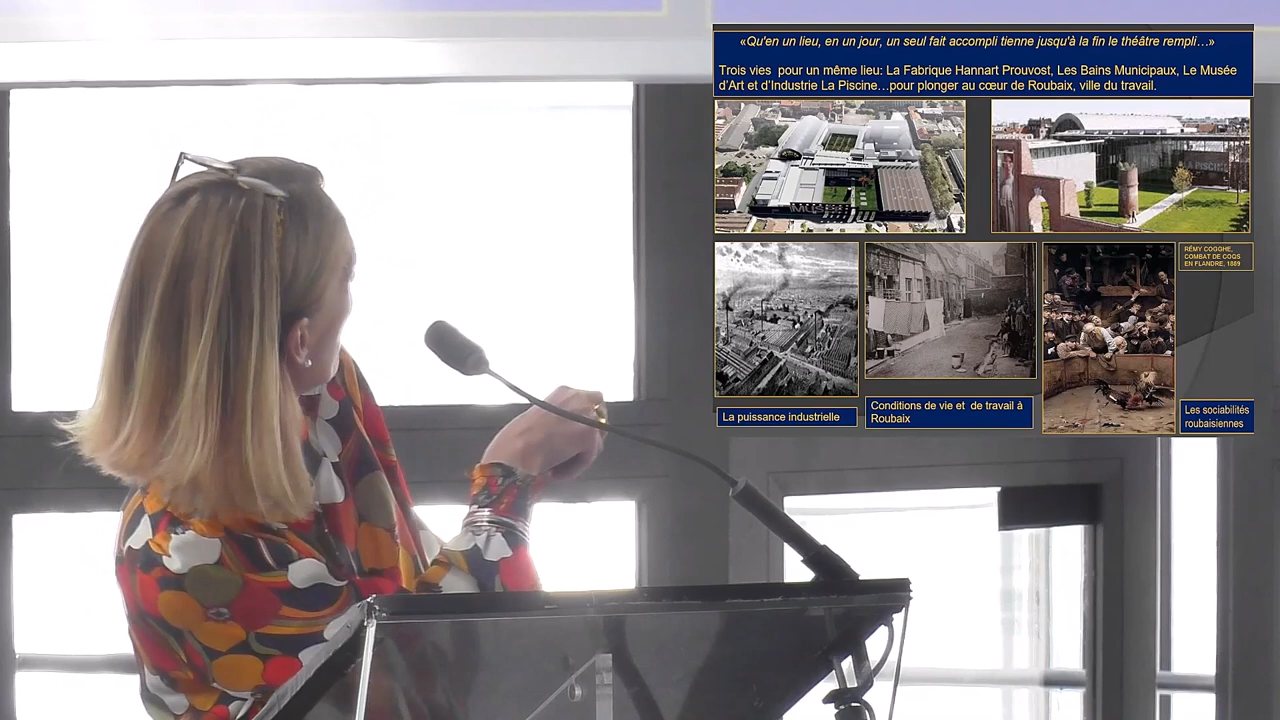 «Qu'en un lieu, en un jour, un seul fait accompli tienne jusqu'à la fin le théâtre rempli…»
Trois vies pour un même lieu: La Fabrique Hannart Prouvost, Les Bains Municipaux, Le Musée
d'Art et d'Industrie La Piscine…pour plonger au cœur de Roubaix, ville du travail.
LA PISCINE
MUSÉE
RÉMY COGGHE,
COMBAT DE COQS
EN FLANDRE, 1889
La puissance industrielle
Conditions de vie et de travail à
Roubaix
Les sociabilités
roubaisiennes